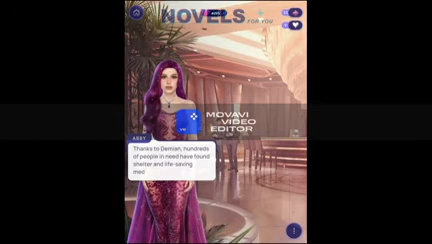 NOVELS
FOR YOU
MOVAVI
VIDEO
EDITOR
ABBY
Thanks to Demian, hundreds
of people in need have found
shelter and life-saving
med